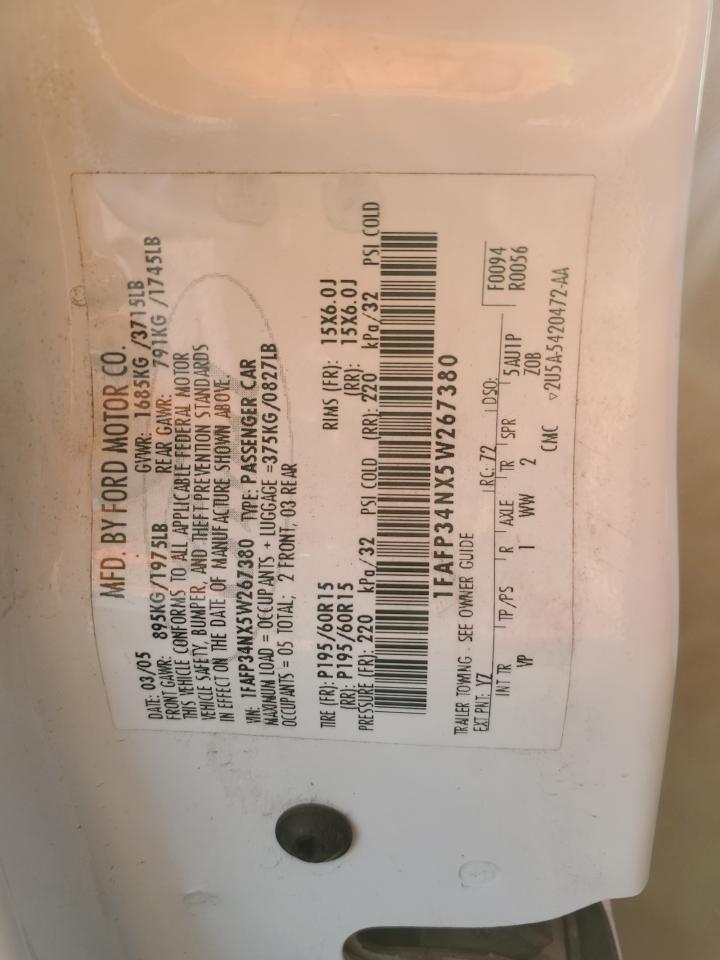 MFD. BY FORD MOTOR CO.
DATE: 03/05 GVWR: 1685KG /3715LB
FRONT GAWR: 895KG/1975LB REAR GAWR: 791KG /1745LB
THIS VEHICLE CONFORMS TO ALL APPLICABLE FEDERAL MOTOR
VEHICLE SAFETY, BUMPER, AND THEFT PREVENTION STANDARDS
IN EFFECT ON THE DATE OF MANUFACTURE SHOWN ABOVE.
VIN: 1FAFP34NX5W267380 TYPE: PASSENGER CAR
MAXIMUM LOAD = OCCUPANTS + LUGGAGE =375KG/0827LB
OCCUPANTS = 05 TOTAL; 2 FRONT, 03 REAR
TIRE (FR): P195/60R15 RIMS (FR): 15X6.0J
(RR): P195/60R15 (RR): 15X6.0J
PRESSURE (FR): 220 kPa/32 PSI COLD (RR): 220 kPa/32 PSI COLD
1FAFP34NX5W267380
TRAILER TOWING - SEE OWNER GUIDE
EXT PNT: YZ RC: 72 DSO: F0094
INT TR TP/PS R AXLE TR SPR 5AU1P R0056
VP 1 WW 2 Z0B
CMC ▽2U5A-5420472-AA